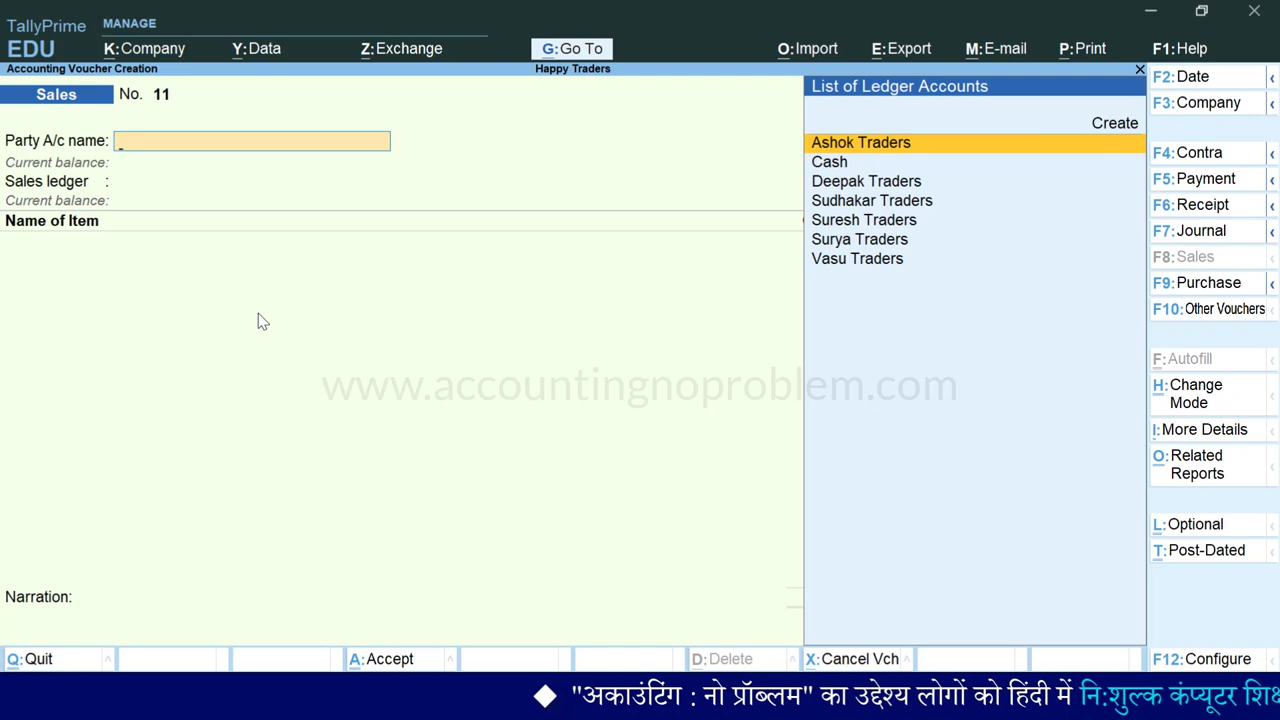 TallyPrime
EDU
MANAGE
K:Company
Y:Data
Z:Exchange
G:Go To
O:Import
E:Export
M:E-mail
P:Print
F1:Help
Accounting Voucher Creation
Happy Traders
Sales No. 11
Party A/c name:
Current balance:
Sales ledger :
Current balance:
Name of Item
List of Ledger Accounts
Create
Ashok Traders
Cash
Deepak Traders
Sudhakar Traders
Suresh Traders
Surya Traders
Vasu Traders
F2:Date
F3:Company
F4:Contra
F5:Payment
F6:Receipt
F7:Journal
F8:Sales
F9:Purchase
F10:Other Vouchers
F:Autofill
H:Change
Mode
I:More Details
O:Related
Reports
L:Optional
T:Post-Dated
www.accountingnoproblem.com
Narration:
Q:Quit
A:Accept
D:Delete
X:Cancel Vch
F12:Configure
"अकाउंटिंग : नो प्रॉब्लम" का उद्देश्य लोगों को हिंदी में नि:शुल्क कंप्यूटर